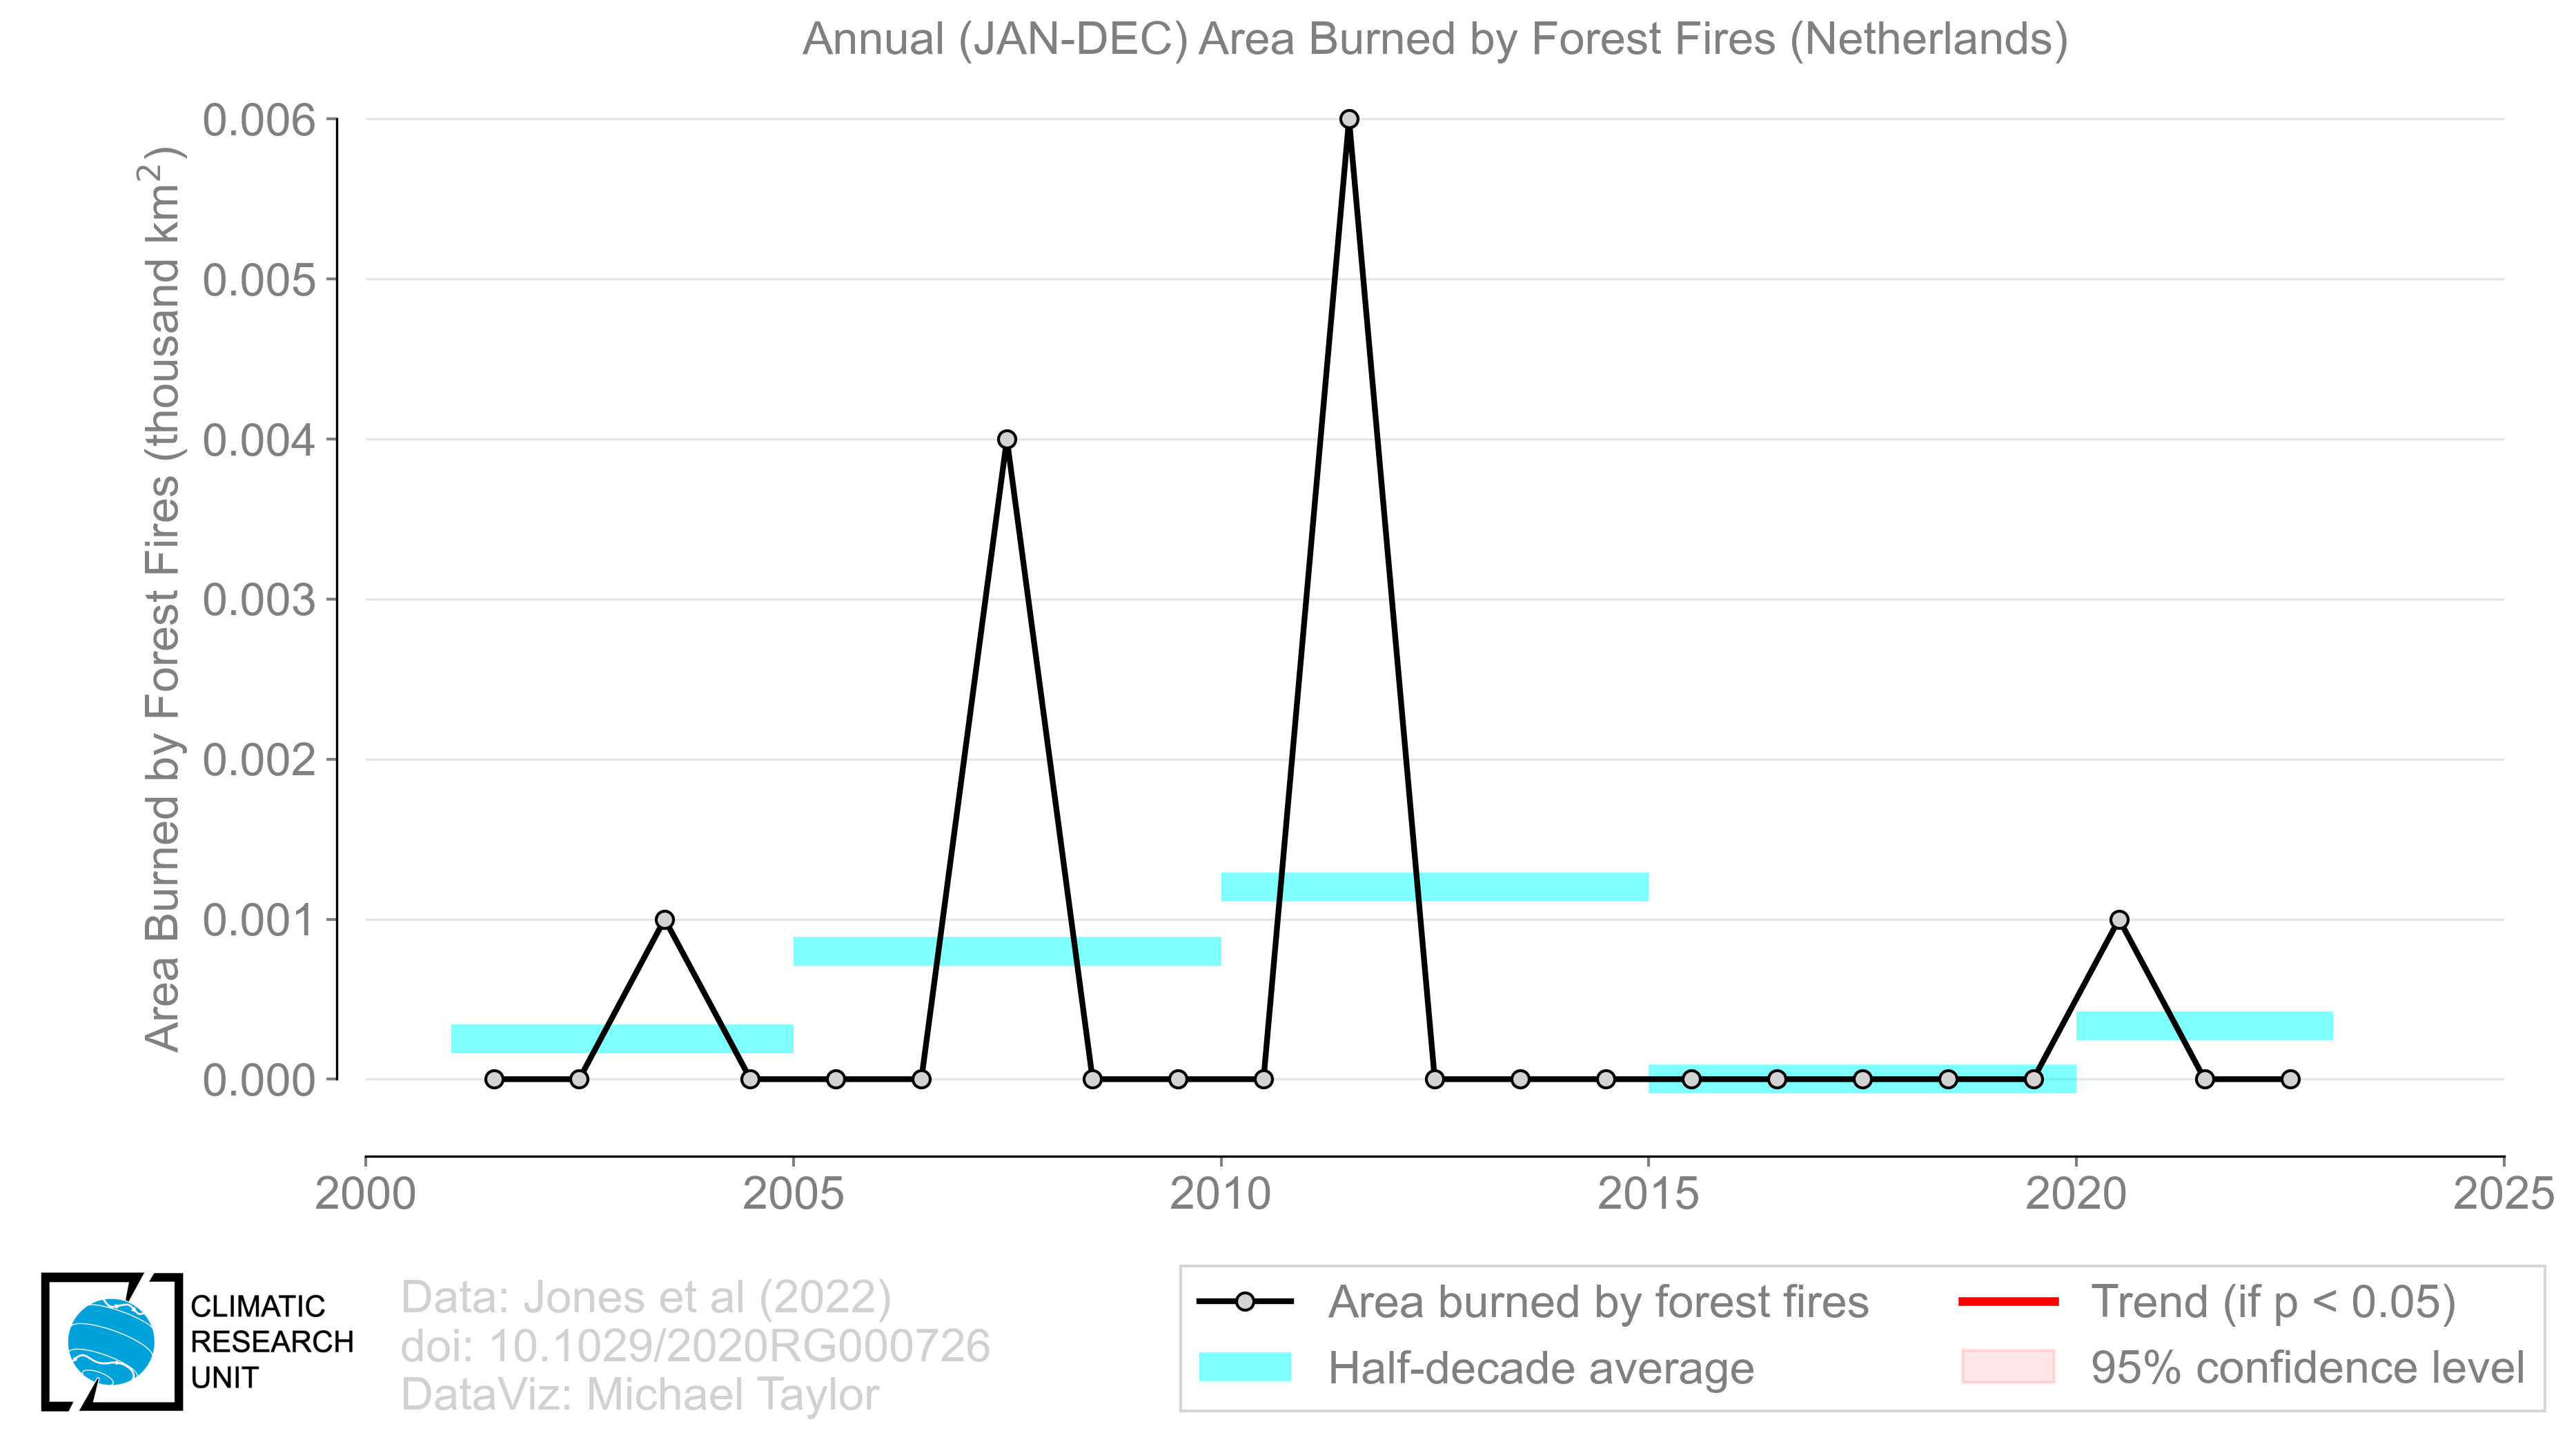 Annual (JAN-DEC) Area Burned by Forest Fires (Netherlands)
Area Burned by Forest Fires (thousand km²)
0.006
0.005
0.004
0.003
0.002
0.001
0.000
2000 2005 2010 2015 2020 2025
CLIMATIC
RESEARCH
UNIT
Data: Jones et al (2022)
doi: 10.1029/2020RG000726
DataViz: Michael Taylor
Area burned by forest fires
Half-decade average
Trend (if p < 0.05)
95% confidence level